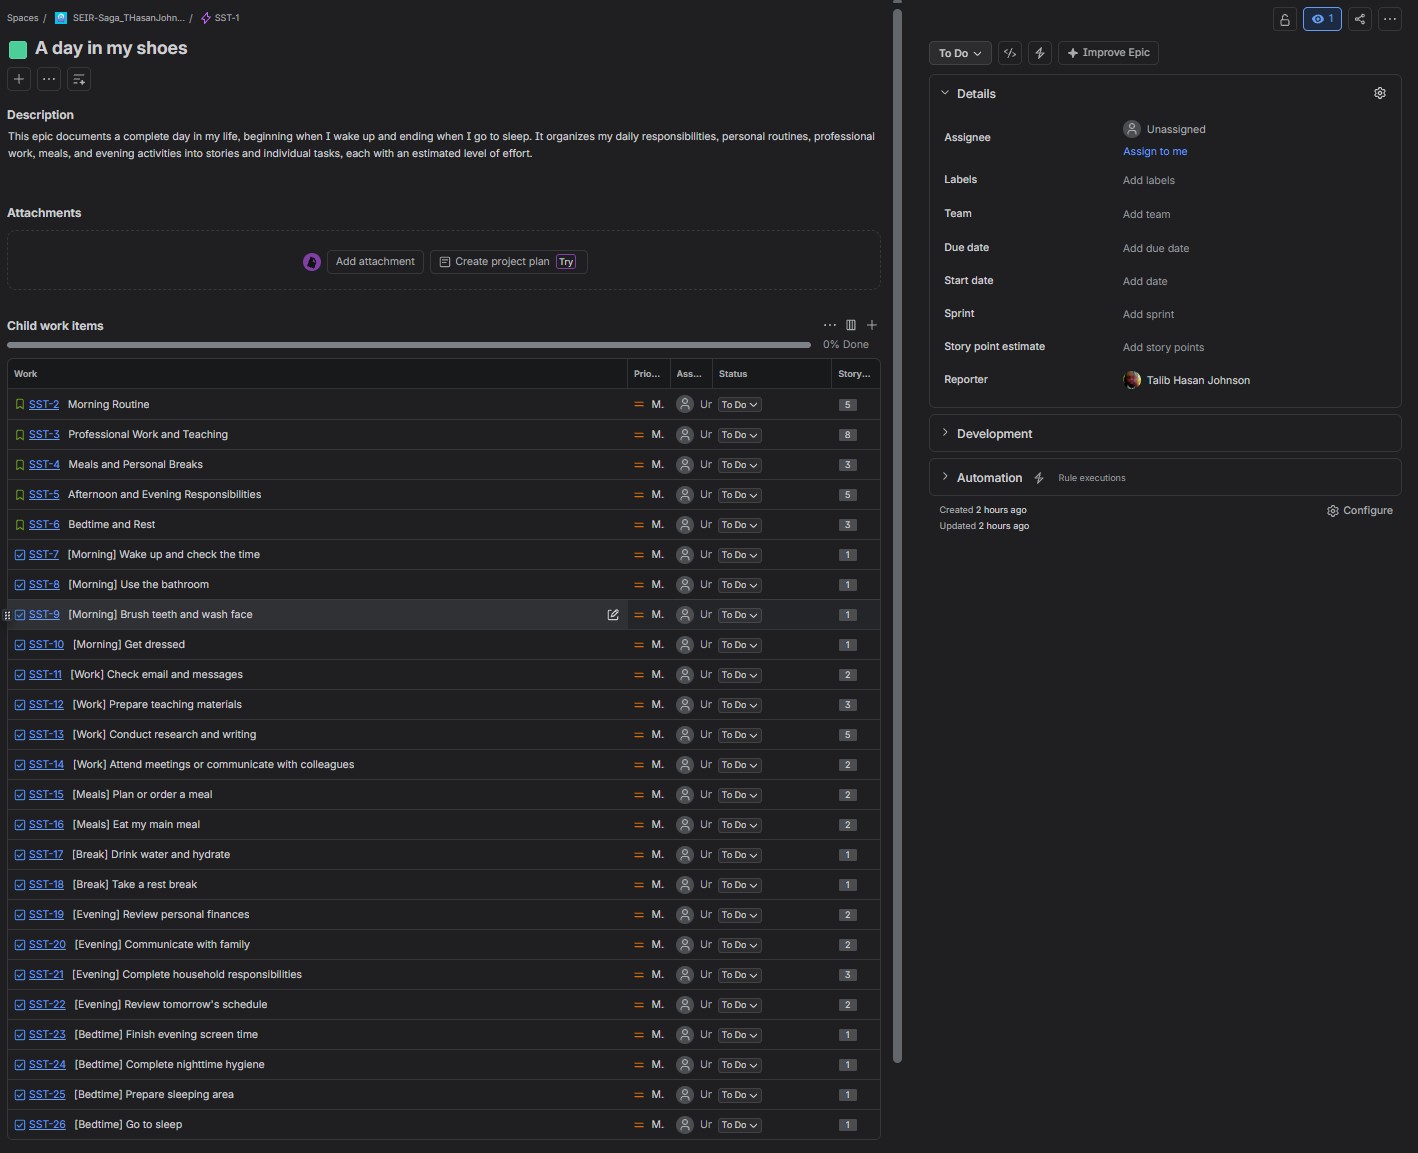 Spaces / SEIR-Saga_THasanJohn... / SST-1
A day in my shoes
Description
This epic documents a complete day in my life, beginning when I wake up and ending when I go to sleep. It organizes my daily responsibilities, personal routines, professional
work, meals, and evening activities into stories and individual tasks, each with an estimated level of effort.
Attachments
Add attachment Create project plan Try
Child work items
0% Done
Work Prio... Ass... Status Story...
SST-2 Morning Routine M. Ur To Do 5
SST-3 Professional Work and Teaching M. Ur To Do 8
SST-4 Meals and Personal Breaks M. Ur To Do 3
SST-5 Afternoon and Evening Responsibilities M. Ur To Do 5
SST-6 Bedtime and Rest M. Ur To Do 3
SST-7 [Morning] Wake up and check the time M. Ur To Do 1
SST-8 [Morning] Use the bathroom M. Ur To Do 1
SST-9 [Morning] Brush teeth and wash face M. Ur To Do 1
SST-10 [Morning] Get dressed M. Ur To Do 1
SST-11 [Work] Check email and messages M. Ur To Do 2
SST-12 [Work] Prepare teaching materials M. Ur To Do 3
SST-13 [Work] Conduct research and writing M. Ur To Do 5
SST-14 [Work] Attend meetings or communicate with colleagues M. Ur To Do 2
SST-15 [Meals] Plan or order a meal M. Ur To Do 2
SST-16 [Meals] Eat my main meal M. Ur To Do 2
SST-17 [Break] Drink water and hydrate M. Ur To Do 1
SST-18 [Break] Take a rest break M. Ur To Do 1
SST-19 [Evening] Review personal finances M. Ur To Do 2
SST-20 [Evening] Communicate with family M. Ur To Do 2
SST-21 [Evening] Complete household responsibilities M. Ur To Do 3
SST-22 [Evening] Review tomorrow's schedule M. Ur To Do 2
SST-23 [Bedtime] Finish evening screen time M. Ur To Do 1
SST-24 [Bedtime] Complete nighttime hygiene M. Ur To Do 1
SST-25 [Bedtime] Prepare sleeping area M. Ur To Do 1
SST-26 [Bedtime] Go to sleep M. Ur To Do 1
1
To Do Improve Epic
Details
Assignee Unassigned
Assign to me
Labels Add labels
Team Add team
Due date Add due date
Start date Add date
Sprint Add sprint
Story point estimate Add story points
Reporter Talib Hasan Johnson
Development
Automation Rule executions
Created 2 hours ago Configure
Updated 2 hours ago